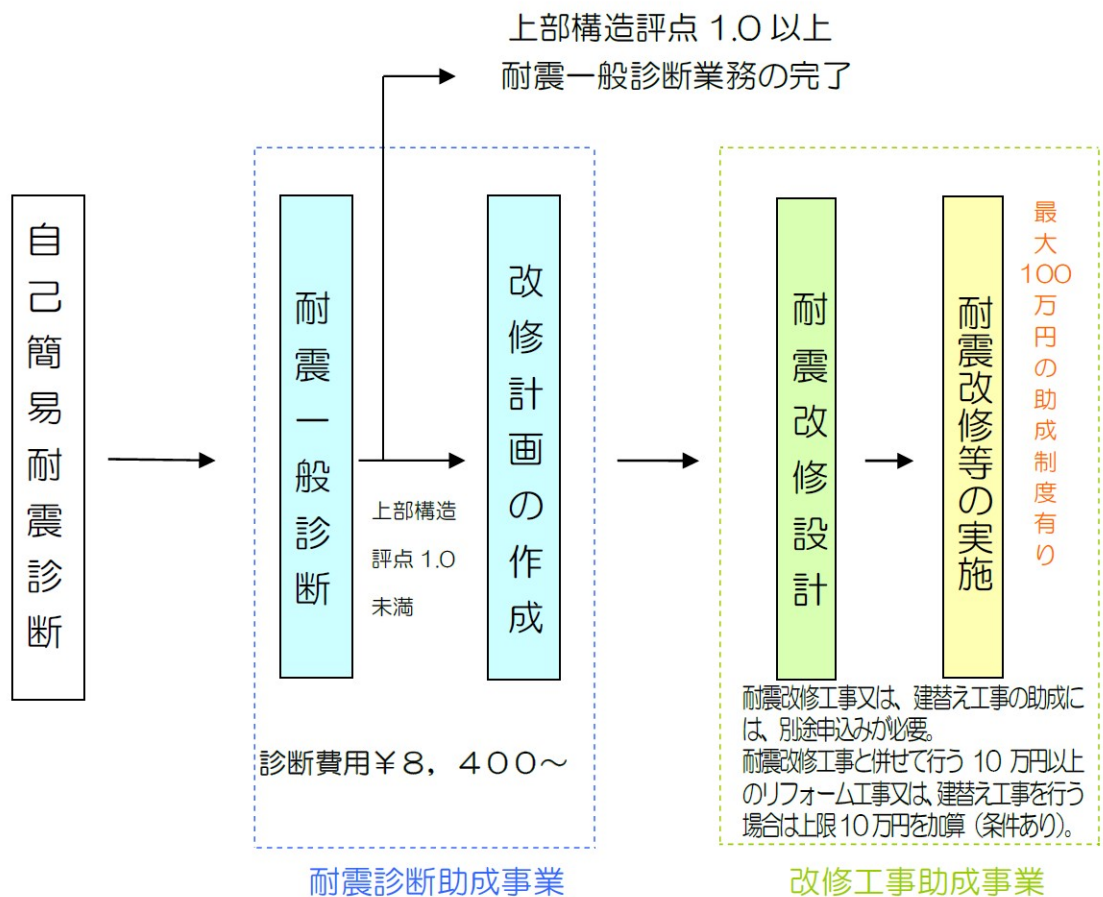 上部構造評点 1.0 以上
耐震一般診断業務の完了
自己簡易耐震診断
耐震一般診断
上部構造
評点 1.0
未満
改修計画の作成
診断費用￥８，４００～
耐震診断助成事業
耐震改修設計
耐震改修等の実施
最大100万円の助成制度有り
耐震改修工事又は、建替え工事の助成に
は、別途申込みが必要。
耐震改修工事と併せて行う 10 万円以上
のリフォーム工事又は、建替え工事を行う
場合は上限10万円を加算（条件あり）。
改修工事助成事業